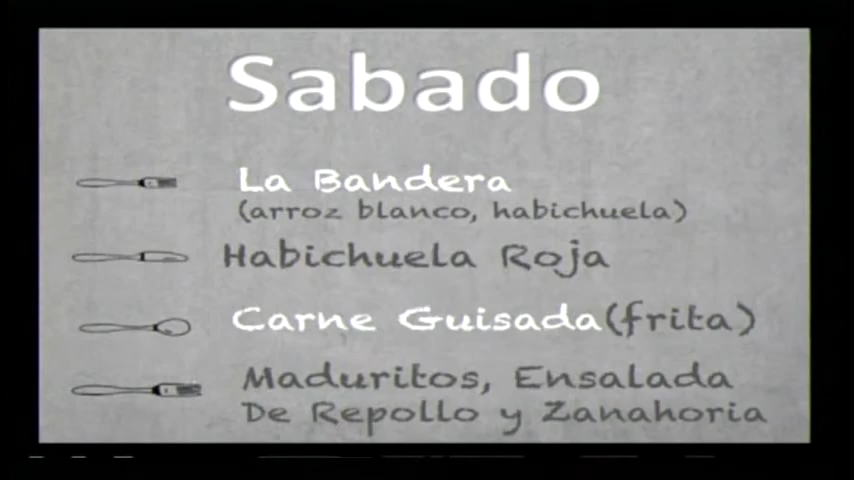 Sabado
La Bandera
(arroz blanco, habichuela)
Habichuela Roja
Carne Guisada(frita)
Maduritos, Ensalada
De Repollo y Zanahoria